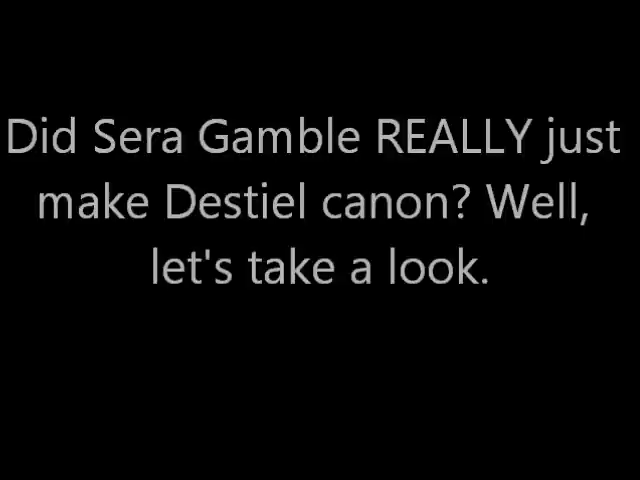 Did Sera Gamble REALLY just
make Destiel canon? Well,
let's take a look.